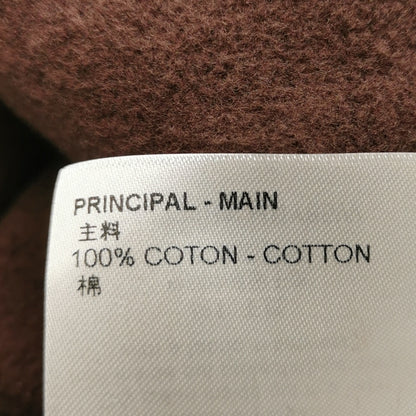 PRINCIPAL - MAIN
主料
100% COTON - COTTON
棉